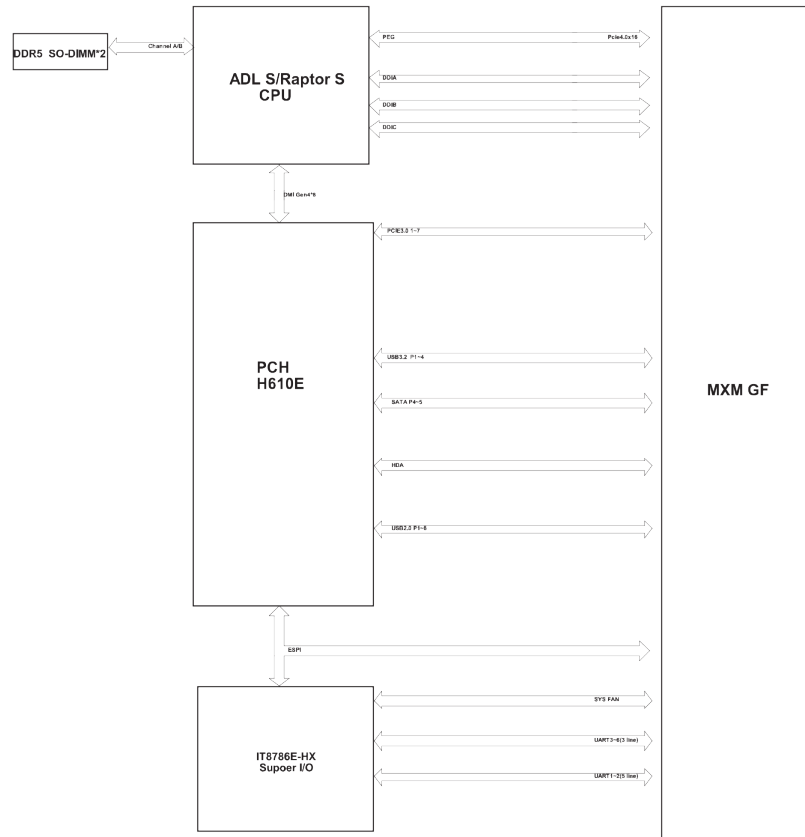 DDR5 SO-DIMM*2
Channel A/B
ADL S/Raptor S
CPU
PEG
Pcie4.0x16
DDIA
DDIB
DDIC
DMI Gen4*8
PCIE3.0 1~7
PCH
H610E
USB3.2 P1~4
SATA P4~5
MXM GF
HDA
USB2.0 P1~8
ESPI
SYS FAN
IT8786E-HX
Supoer I/O
UART3~6(3 line)
UART1~2(5 line)